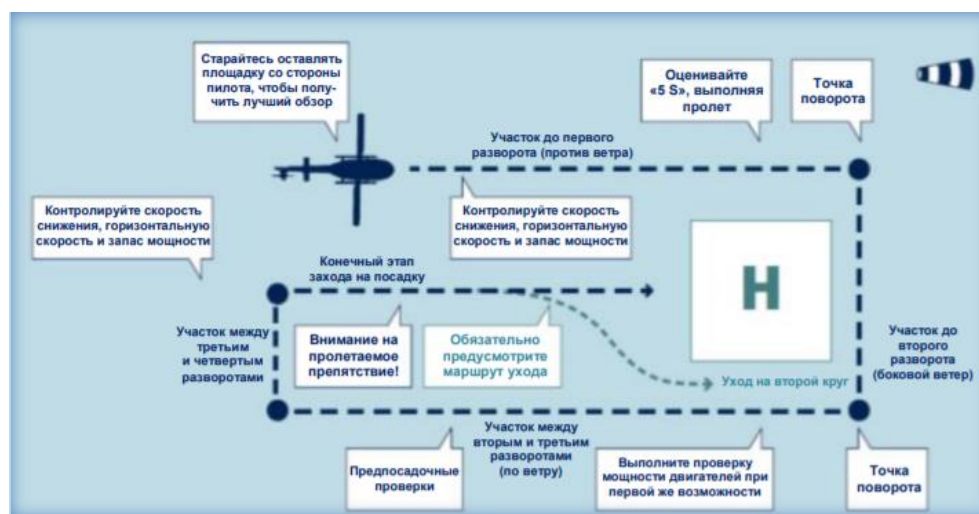 Старайтесь оставлять
площадку со стороны
пилота, чтобы полу-
чить лучший обзор
Оценивайте
«5 S», выполняя
пролет
Точка
поворота
Участок до первого
разворота (против ветра)
Контролируйте скорость
снижения, горизонтальную
скорость и запас мощности
Контролируйте скорость
снижения, горизонтальную
скорость и запас мощности
Конечный этап
захода на посадку
H
Участок между
третьим
и четвертым
разворотами
Внимание на
пролетаемое
препятствие!
Обязательно
предусмотрите
маршрут ухода
Участок до
второго
разворота
(боковой ветер)
Уход на второй круг
Участок между
вторым и третьим
разворотами
(по ветру)
Предпосадочные
проверки
Выполните проверку
мощности двигателей при
первой же возможности
Точка
поворота